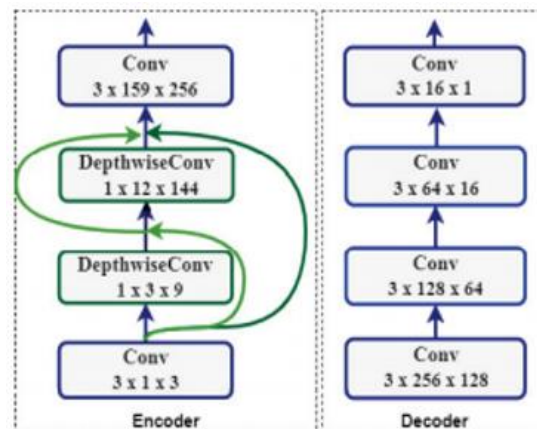 Conv
3 x 159 x 256
DepthwiseConv
1 x 12 x 144
DepthwiseConv
1 x 3 x 9
Conv
3 x 1 x 3
Encoder
Conv
3 x 16 x 1
Conv
3 x 64 x 16
Conv
3 x 128 x 64
Conv
3 x 256 x 128
Decoder